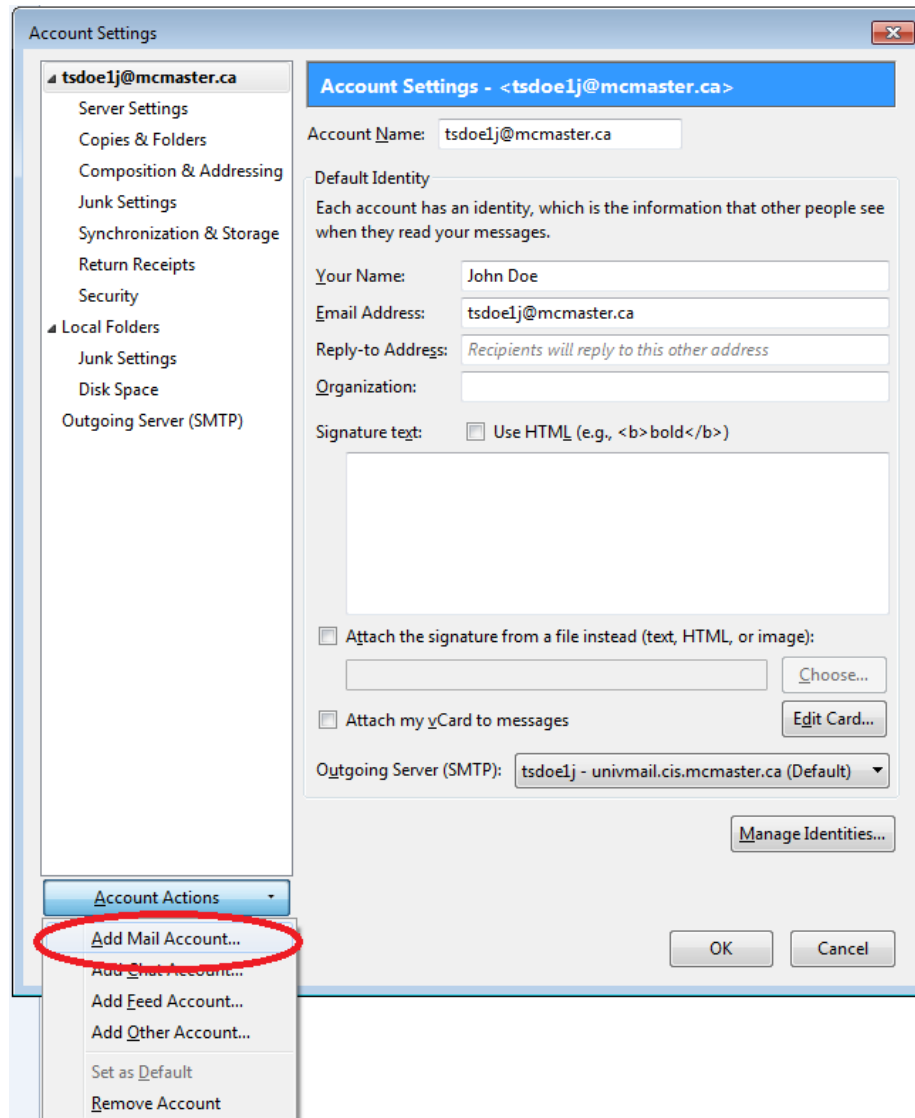 Account Settings
tsdoe1j@mcmaster.ca
Server Settings
Copies & Folders
Composition & Addressing
Junk Settings
Synchronization & Storage
Return Receipts
Security
Local Folders
Junk Settings
Disk Space
Outgoing Server (SMTP)
Account Settings - <tsdoe1j@mcmaster.ca>
Account Name: tsdoe1j@mcmaster.ca
Default Identity
Each account has an identity, which is the information that other people see
when they read your messages.
Your Name: John Doe
Email Address: tsdoe1j@mcmaster.ca
Reply-to Address: Recipients will reply to this other address
Organization:
Signature text: Use HTML (e.g., <b>bold</b>)
Attach the signature from a file instead (text, HTML, or image):
Choose...
Attach my vCard to messages
Edit Card...
Outgoing Server (SMTP): tsdoe1j - univmail.cis.mcmaster.ca (Default)
Manage Identities...
OK Cancel
Account Actions
Add Mail Account...
Add Chat Account...
Add Feed Account...
Add Other Account...
Set as Default
Remove Account